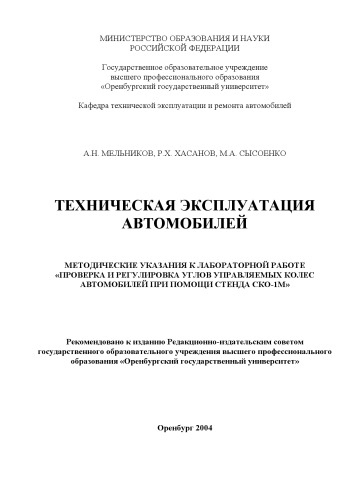 МИНИСТЕРСТВО ОБРАЗОВАНИЯ И НАУКИ
РОССИЙСКОЙ ФЕДЕРАЦИИ
Государственное образовательное учреждение
высшего профессионального образования
«Оренбургский государственный университет»
Кафедра технической эксплуатации и ремонта автомобилей
А.Н. МЕЛЬНИКОВ, Р.Х. ХАСАНОВ, М.А. СЫСОЕНКО
ТЕХНИЧЕСКАЯ ЭКСПЛУАТАЦИЯ
АВТОМОБИЛЕЙ
МЕТОДИЧЕСКИЕ УКАЗАНИЯ К ЛАБОРАТОРНОЙ РАБОТЕ
«ПРОВЕРКА И РЕГУЛИРОВКА УГЛОВ УПРАВЛЯЕМЫХ КОЛЕС
АВТОМОБИЛЕЙ ПРИ ПОМОЩИ СТЕНДА СКО-1М»
Рекомендовано к изданию Редакционно-издательским советом
государственного образовательного учреждения высшего профессионального
образования «Оренбургский государственный университет»
Оренбург 2004